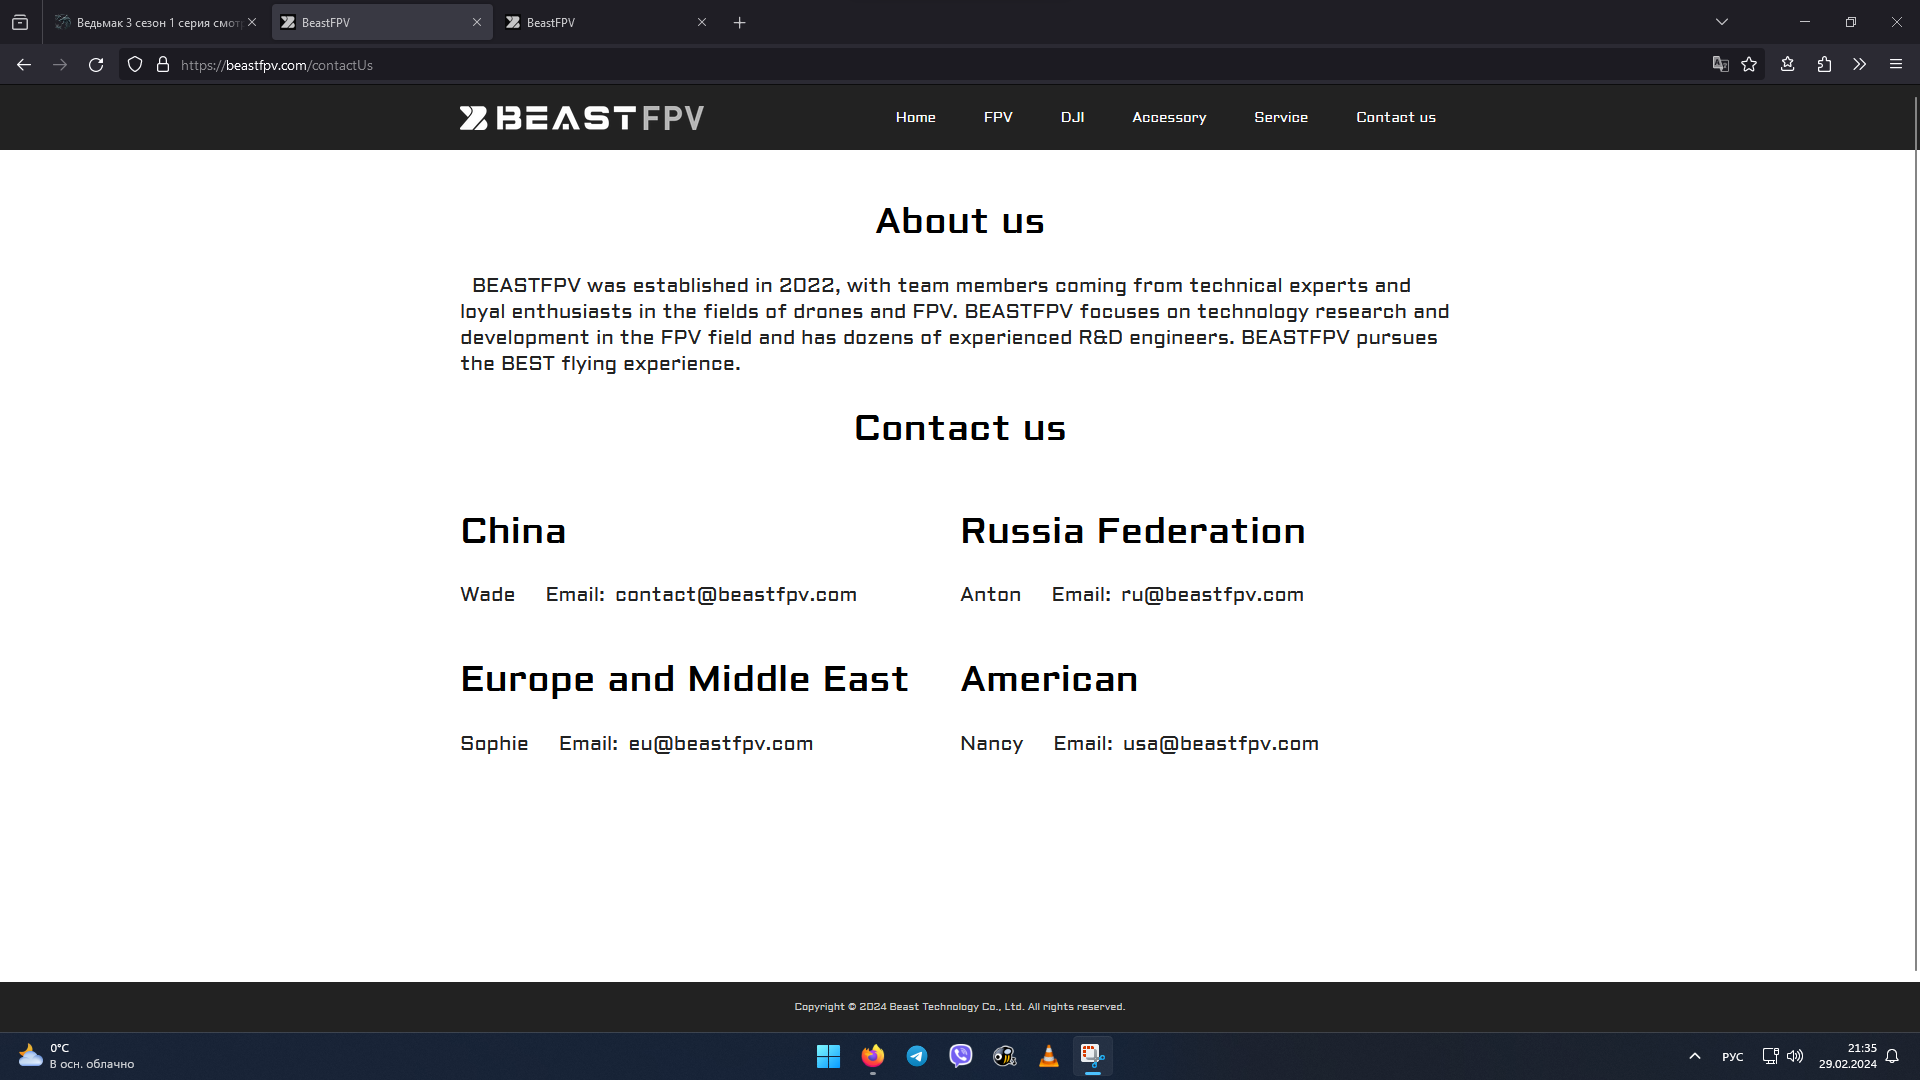 Ведьмак 3 сезон 1 серия смот
BeastFPV
BeastFPV
https://beastfpv.com/contactUs
BEASTFPV
Home
FPV
DJI
Accessory
Service
Contact us
About us
BEASTFPV was established in 2022, with team members coming from technical experts and
loyal enthusiasts in the fields of drones and FPV. BEASTFPV focuses on technology research and
development in the FPV field and has dozens of experienced R&D engineers. BEASTFPV pursues
the BEST flying experience.
Contact us
China
Wade Email: contact@beastfpv.com
Russia Federation
Anton Email: ru@beastfpv.com
Europe and Middle East
Sophie Email: eu@beastfpv.com
American
Nancy Email: usa@beastfpv.com
Copyright © 2024 Beast Technology Co., Ltd. All rights reserved.
0°C
В осн. облачно
РУС
21:35
29.02.2024